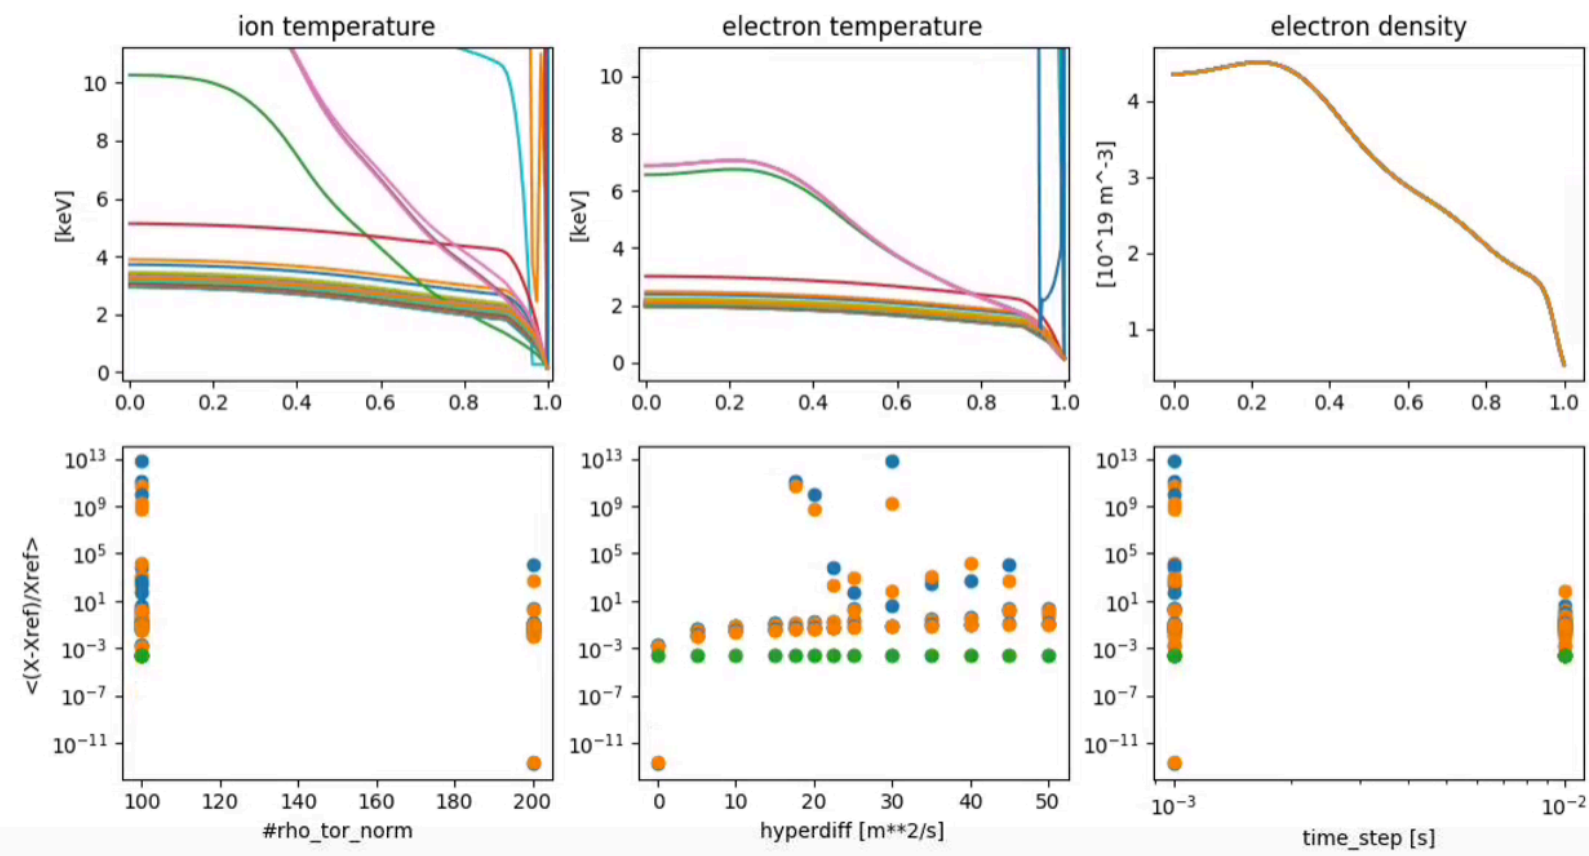 ion temperature
electron temperature
electron density
[keV]
10
8
6
4
2
0
0.0 0.2 0.4 0.6 0.8 1.0
[keV]
10
8
6
4
2
0
0.0 0.2 0.4 0.6 0.8 1.0
[10^19 m^-3]
4
3
2
1
0.0 0.2 0.4 0.6 0.8 1.0
<(X-Xref)/Xref>
10^13
10^9
10^5
10^1
10^−3
10^−7
10^−11
100 120 140 160 180 200
#rho_tor_norm
10^13
10^9
10^5
10^1
10^−3
10^−7
10^−11
0 10 20 30 40 50
hyperdiff [m**2/s]
10^13
10^9
10^5
10^1
10^−3
10^−7
10^−11
10^−3 10^−2
time_step [s]